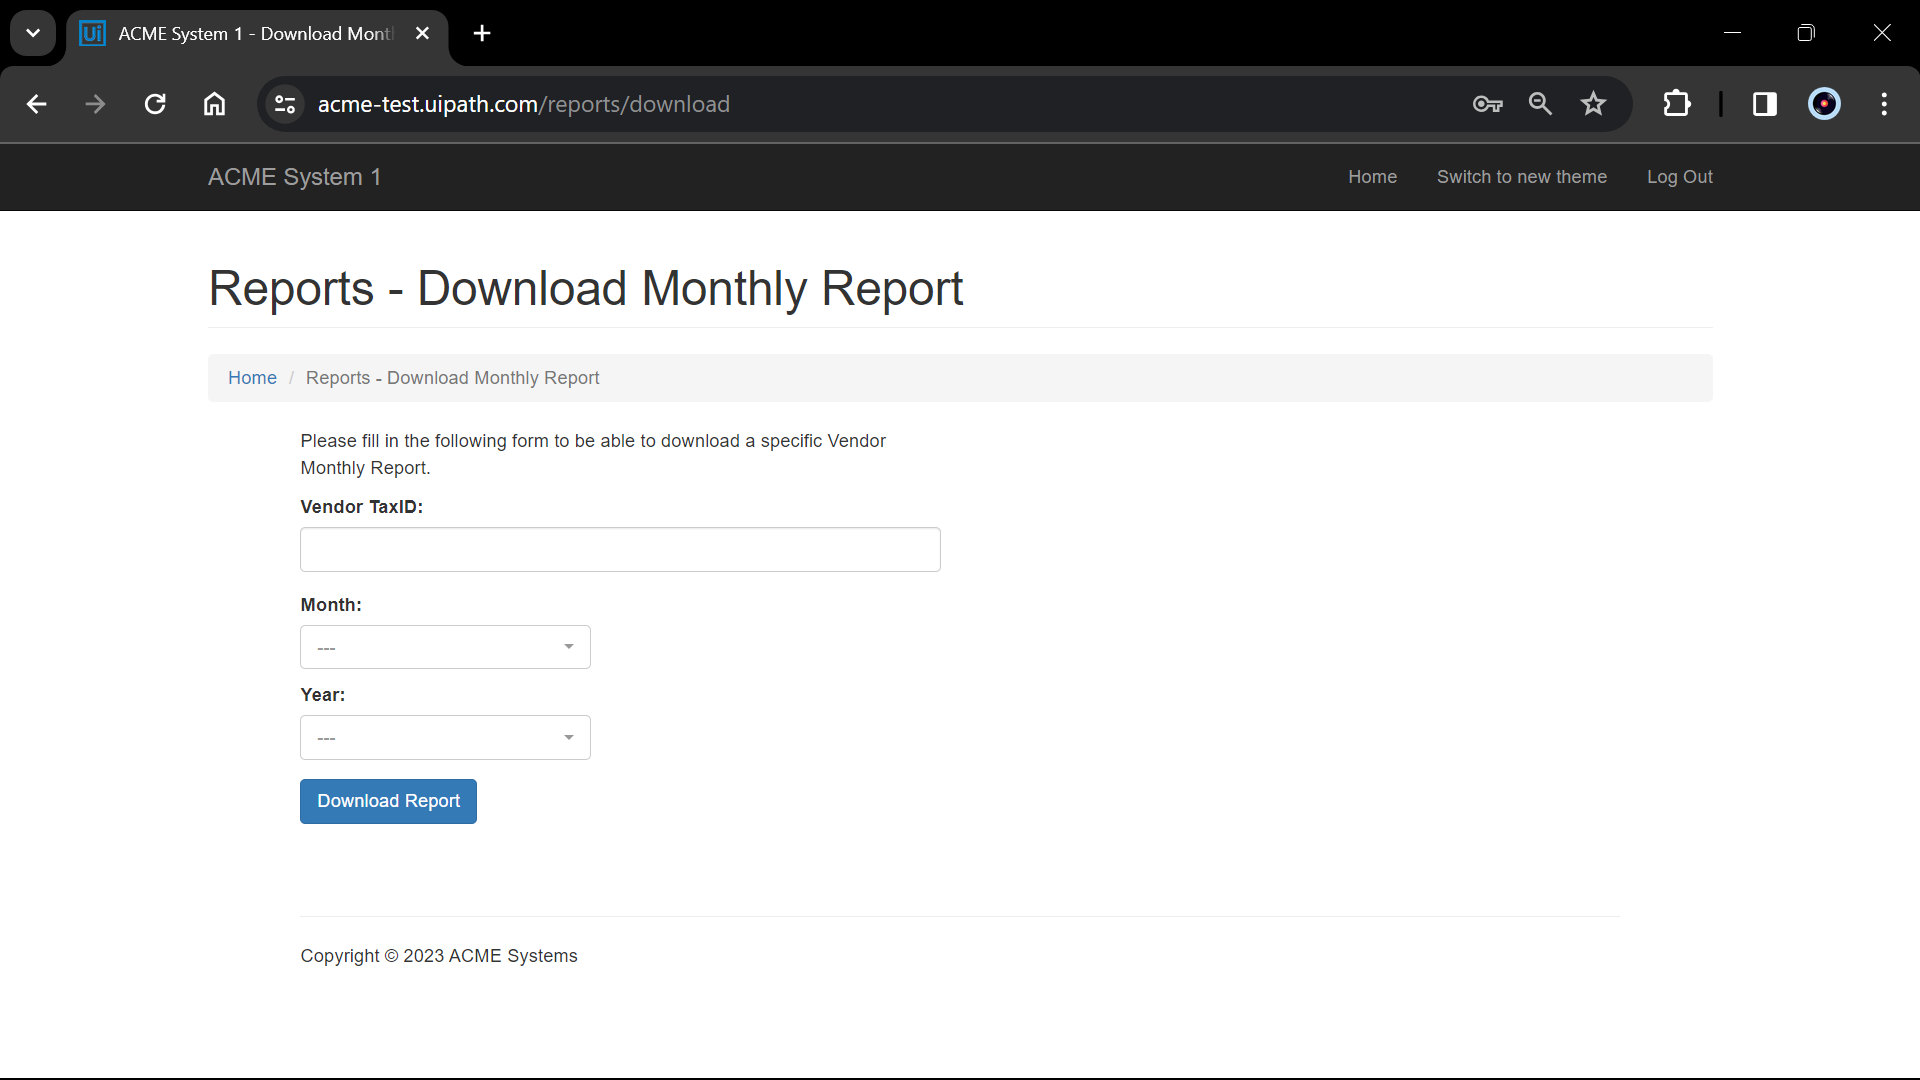 Ui
ACME System 1 - Download Mont
acme-test.uipath.com/reports/download
ACME System 1
Home
Switch to new theme
Log Out
Reports - Download Monthly Report
Home / Reports - Download Monthly Report
Please fill in the following form to be able to download a specific Vendor
Monthly Report.
Vendor TaxID:
Month:
---
Year:
---
Download Report
Copyright © 2023 ACME Systems